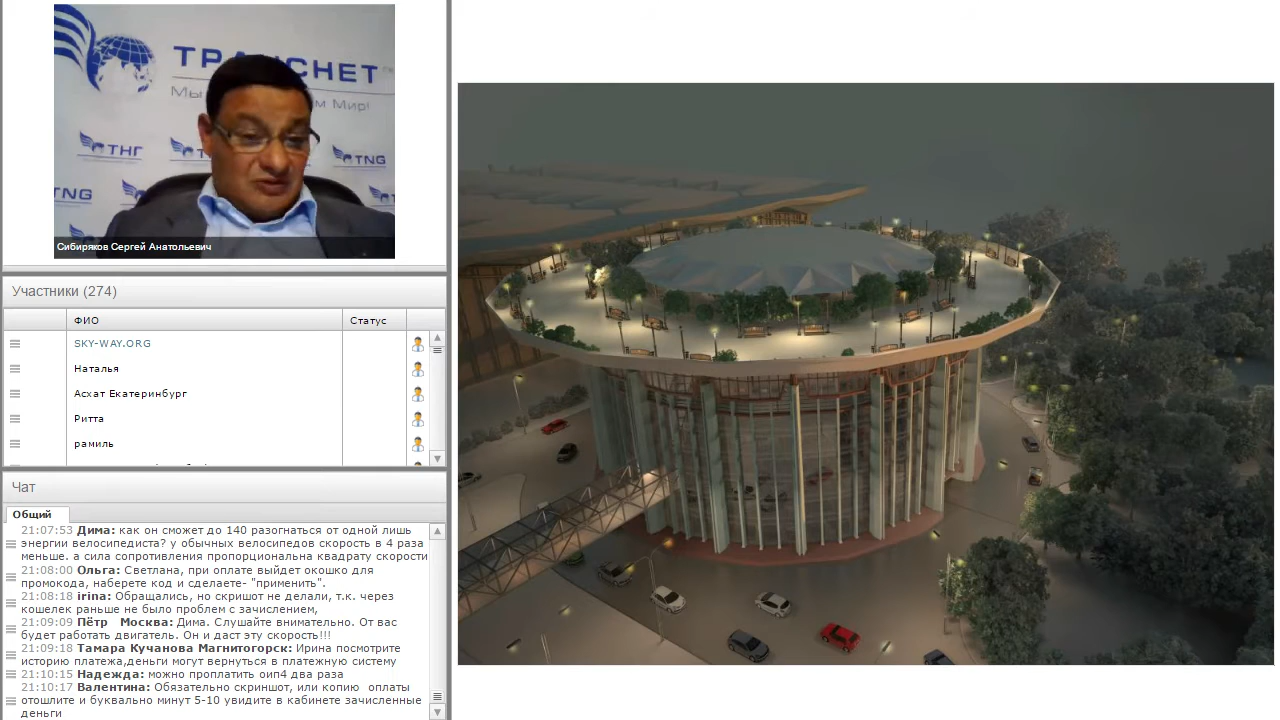 ТРАНСНЕТ
Мы
м Мир!
ТНГ
TNG
TNG
Сибиряков Сергей Анатольевич
Участники (274)
ФИО
Статус
SKY-WAY.ORG
Наталья
Асхат Екатеринбург
Ритта
рамиль
Чат
Общий
21:07:53 Дима: как он сможет до 140 разогнаться от одной лишь
энергии велосипедиста? у обычных велосипедов скорость в 4 раза
меньше. а сила сопротивления пропорциональна квадрату скорости
21:08:00 Ольга: Светлана, при оплате выйдет окошко для
промокода, наберете код и сделаете- "применить".
21:08:18 irina: Обращались, но скришот не делали, т.к. через
кошелек раньше не было проблем с зачислением,
21:09:09 Пётр Москва: Дима. Слушайте внимательно. От вас
будет работать двигатель. Он и даст эту скорость!!!
21:09:18 Тамара Кучанова Магнитогорск: Ирина посмотрите
историю платежа,деньги могут вернуться в платежную систему
21:10:15 Надежда: можно проплатить оип4 два раза
21:10:17 Валентина: Обязательно скриншот, или копию оплаты
отошлите и буквально минут 5-10 увидите в кабинете зачисленные
деньги